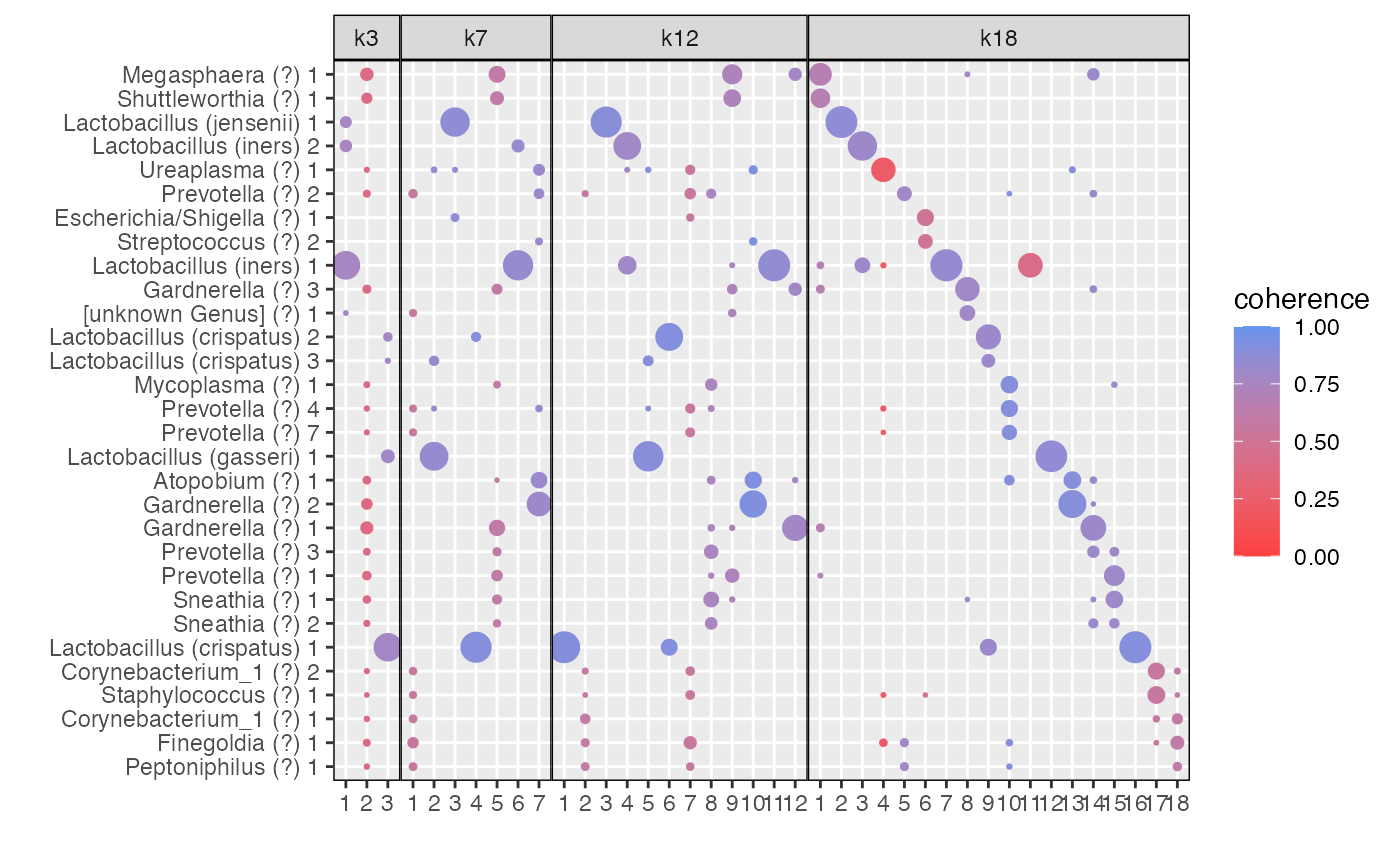 k3 k7 k12 k18
Megasphaera (?) 1
Shuttleworthia (?) 1
Lactobacillus (jensenii) 1
Lactobacillus (iners) 2
Ureaplasma (?) 1
Prevotella (?) 2
Escherichia/Shigella (?) 1
Streptococcus (?) 2
Lactobacillus (iners) 1
Gardnerella (?) 3
[unknown Genus] (?) 1
Lactobacillus (crispatus) 2
Lactobacillus (crispatus) 3
Mycoplasma (?) 1
Prevotella (?) 4
Prevotella (?) 7
Lactobacillus (gasseri) 1
Atopobium (?) 1
Gardnerella (?) 2
Gardnerella (?) 1
Prevotella (?) 3
Prevotella (?) 1
Sneathia (?) 1
Sneathia (?) 2
Lactobacillus (crispatus) 1
Corynebacterium_1 (?) 2
Staphylococcus (?) 1
Corynebacterium_1 (?) 1
Finegoldia (?) 1
Peptoniphilus (?) 1
1 2 3 1 2 3 4 5 6 7 1 2 3 4 5 6 7 8 9 10 11 12 1 2 3 4 5 6 7 8 9 10 11 12 13 14 15 16 17 18
coherence
1.00
0.75
0.50
0.25
0.00